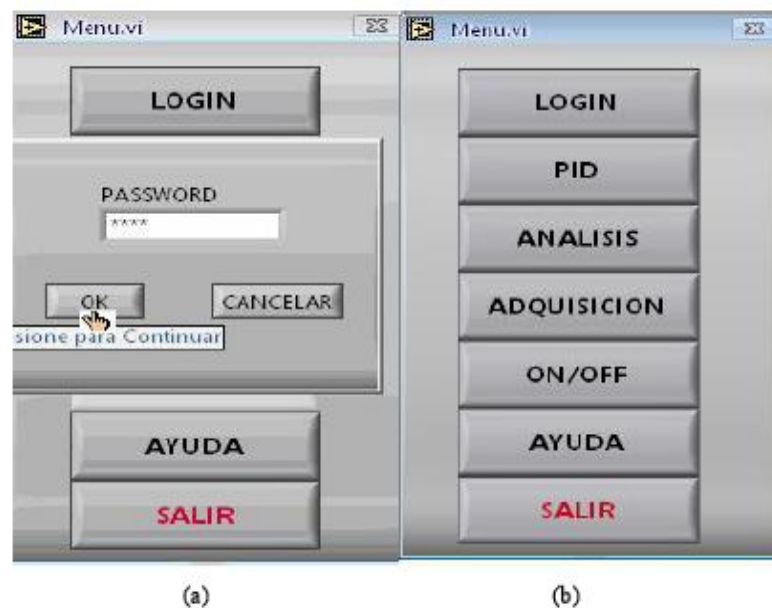 Menu.vi
LOGIN
PASSWORD
****
OK
CANCELAR
sione para Continuar
AYUDA
SALIR
(a)
Menu.vi
LOGIN
PID
ANALISIS
ADQUISICION
ON/OFF
AYUDA
SALIR
(b)